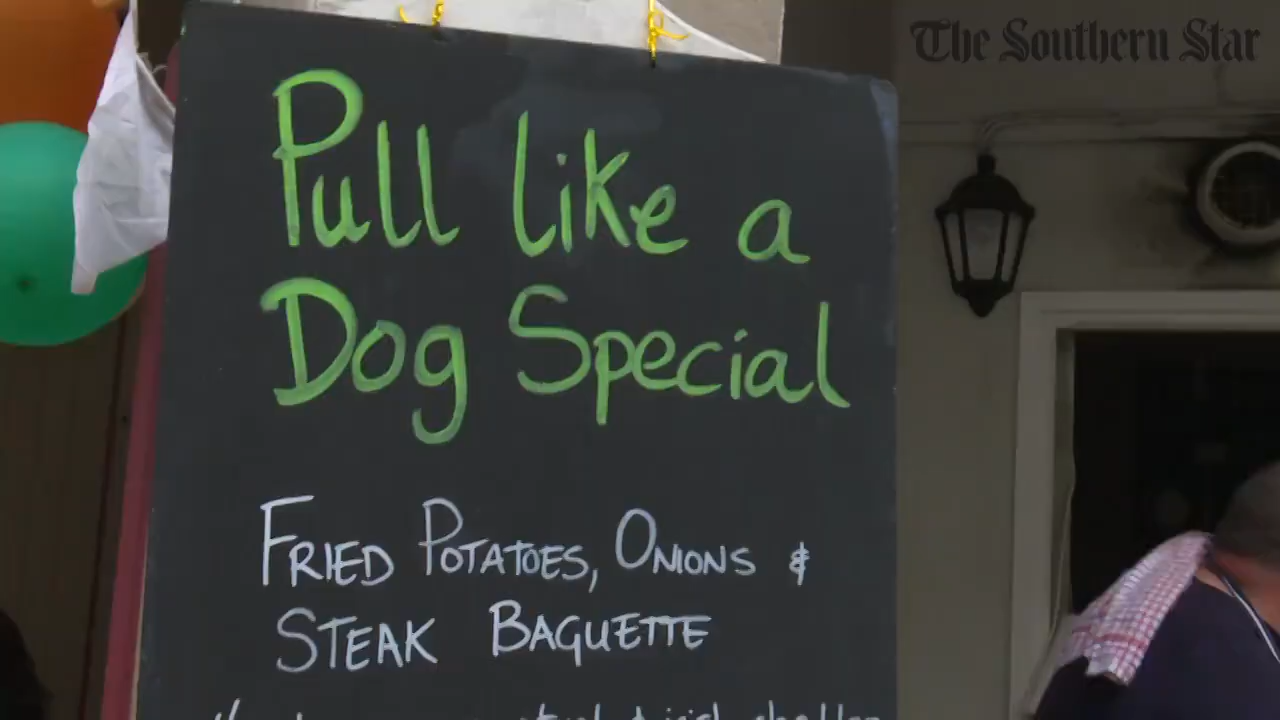 The Southern Star
Pull like a
Dog Special
FRIED POTATOES, ONIONS &
STEAK BAGUETTE